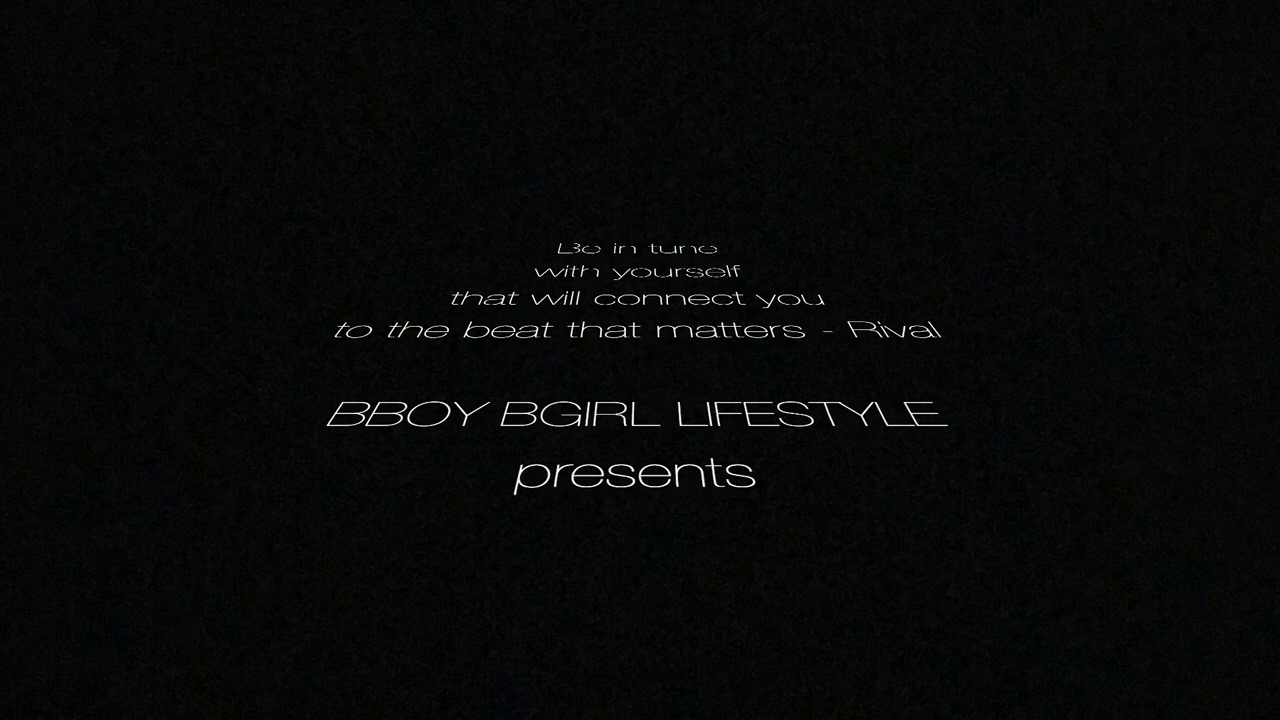 Be in tune
with yourself
that will connect you
to the beat that matters - Rival
BBOY BGIRL LIFESTYLE
presents